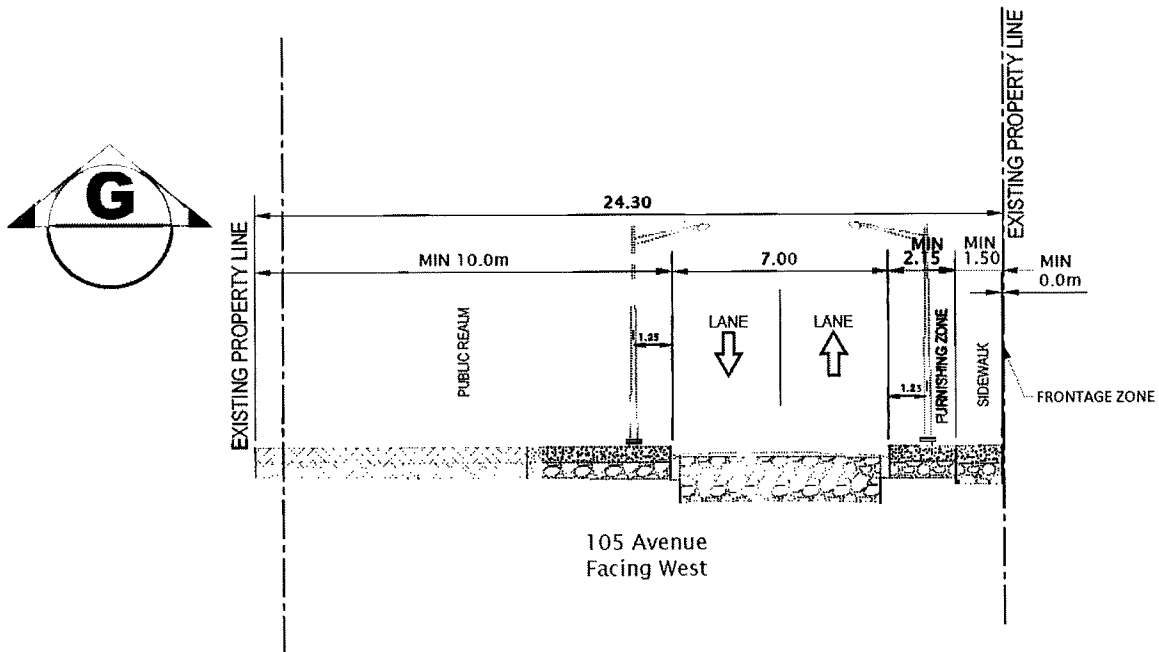 EXISTING PROPERTY LINE
G
24.30
EXISTING PROPERTY LINE
MIN 10.0m
7.00
MIN
2.15
MIN
1.50
MIN
0.0m
PUBLIC REALM
1.25
LANE
LANE
1.25
FURNISHING ZONE
SIDEWALK
FRONTAGE ZONE
105 Avenue
Facing West